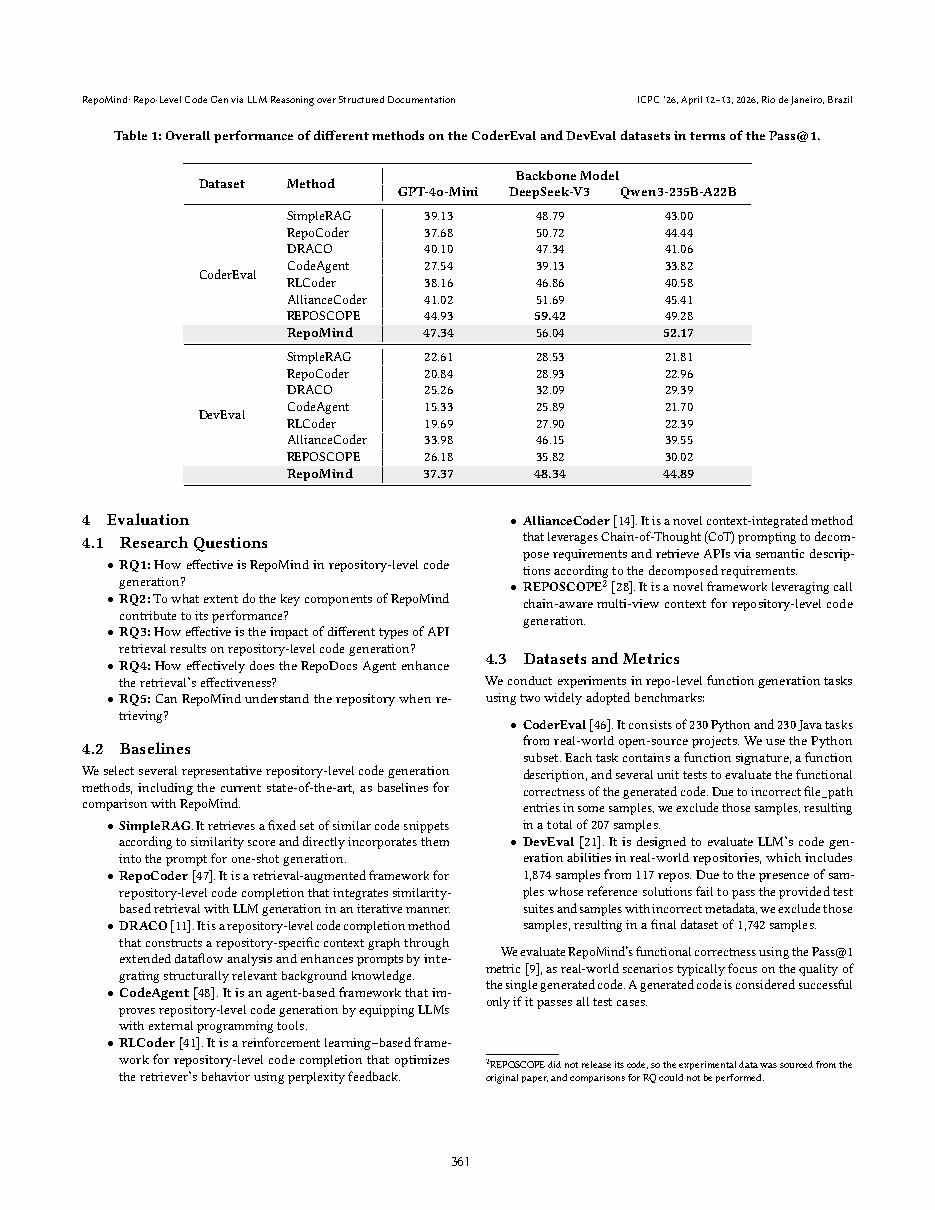 RepoMind: Repo-Level Code Gen via LLM Reasoning over Structured Documentation
ICPC '26, April 12–13, 2026, Rio de Janeiro, Brazil
Table 1: Overall performance of different methods on the CoderEval and DevEval datasets in terms of the Pass@1.
Dataset Method Backbone Model
GPT-4o-Mini DeepSeek-V3 Qwen3-235B-A22B
CoderEval
SimpleRAG 39.13 48.79 43.00
RepoCoder 37.68 50.72 44.44
DRACO 40.10 47.34 41.06
CodeAgent 27.54 39.13 33.82
RLCoder 38.16 46.86 40.58
AllianceCoder 41.02 51.69 45.41
REPOSCOPE 44.93 59.42 49.28
RepoMind 47.34 56.04 52.17
DevEval
SimpleRAG 22.61 28.53 21.81
RepoCoder 20.84 28.93 22.96
DRACO 25.26 32.09 29.39
CodeAgent 15.33 25.89 21.70
RLCoder 19.69 27.90 22.39
AllianceCoder 33.98 46.15 39.55
REPOSCOPE 26.18 35.82 30.02
RepoMind 37.37 48.34 44.89
4 Evaluation
4.1 Research Questions
• RQ1: How effective is RepoMind in repository-level code
generation?
• RQ2: To what extent do the key components of RepoMind
contribute to its performance?
• RQ3: How effective is the impact of different types of API
retrieval results on repository-level code generation?
• RQ4: How effectively does the RepoDocs Agent enhance
the retrieval`s effectiveness?
• RQ5: Can RepoMind understand the repository when re-
trieving?
4.2 Baselines
We select several representative repository-level code generation
methods, including the current state-of-the-art, as baselines for
comparison with RepoMind.
• SimpleRAG. It retrieves a fixed set of similar code snippets
according to similarity score and directly incorporates them
into the prompt for one-shot generation.
• RepoCoder [47]. It is a retrieval-augmented framework for
repository-level code completion that integrates similarity-
based retrieval with LLM generation in an iterative manner.
• DRACO [11]. It is a repository-level code completion method
that constructs a repository-specific context graph through
extended dataflow analysis and enhances prompts by inte-
grating structurally relevant background knowledge.
• CodeAgent [48]. It is an agent-based framework that im-
proves repository-level code generation by equipping LLMs
with external programming tools.
• RLCoder [41]. It is a reinforcement learning–based frame-
work for repository-level code completion that optimizes
the retriever`s behavior using perplexity feedback.
• AllianceCoder [14]. It is a novel context-integrated method
that leverages Chain-of-Thought (CoT) prompting to decom-
pose requirements and retrieve APIs via semantic descrip-
tions according to the decomposed requirements.
• REPOSCOPE2 [28]. It is a novel framework leveraging call
chain-aware multi-view context for repository-level code
generation.
4.3 Datasets and Metrics
We conduct experiments in repo-level function generation tasks
using two widely adopted benchmarks:
• CoderEval [46]. It consists of 230 Python and 230 Java tasks
from real-world open-source projects. We use the Python
subset. Each task contains a function signature, a function
description, and several unit tests to evaluate the functional
correctness of the generated code. Due to incorrect file_path
entries in some samples, we exclude those samples, resulting
in a total of 207 samples.
• DevEval [21]. It is designed to evaluate LLM`s code gen-
eration abilities in real-world repositories, which includes
1,874 samples from 117 repos. Due to the presence of sam-
ples whose reference solutions fail to pass the provided test
suites and samples with incorrect metadata, we exclude those
samples, resulting in a final dataset of 1,742 samples.
We evaluate RepoMind's functional correctness using the Pass@1
metric [9], as real-world scenarios typically focus on the quality of
the single generated code. A generated code is considered successful
only if it passes all test cases.
2REPOSCOPE did not release its code, so the experimental data was sourced from the
original paper, and comparisons for RQ could not be performed.
361